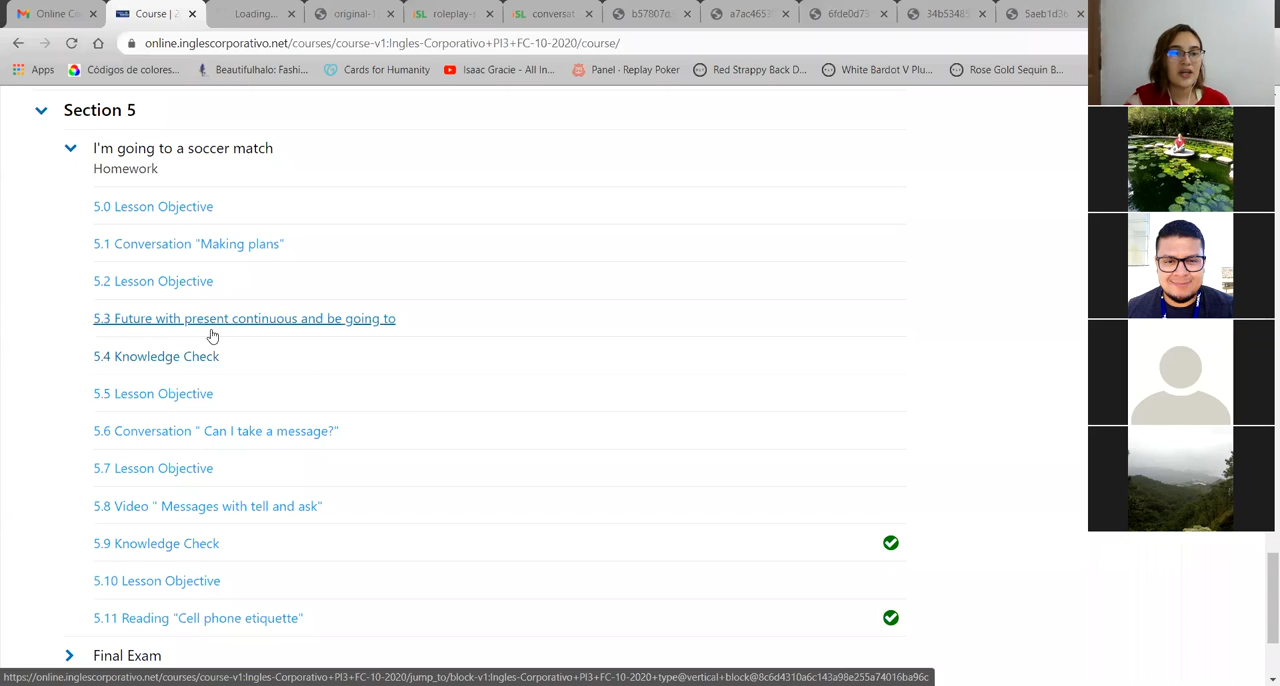 Online C
Course | 2
Loading...
original-1
roleplay-s
conversat
b57807d
a7ac4659
6fde0d73
34b53485
5aeb1d3b
online.inglescorporativo.net/courses/course-v1:Ingles-Corporativo+PI3+FC-10-2020/course/
Apps
Códigos de colores...
Beautifulhalo: Fashi...
Cards for Humanity
Isaac Gracie - All In...
Panel · Replay Poker
Red Strappy Back D...
White Bardot V Plu...
Rose Gold Sequin B...
Section 5
I'm going to a soccer match
Homework
5.0 Lesson Objective
5.1 Conversation "Making plans"
5.2 Lesson Objective
5.3 Future with present continuous and be going to
5.4 Knowledge Check
5.5 Lesson Objective
5.6 Conversation " Can I take a message?"
5.7 Lesson Objective
5.8 Video " Messages with tell and ask"
5.9 Knowledge Check
5.10 Lesson Objective
5.11 Reading "Cell phone etiquette"
Final Exam
https://online.inglescorporativo.net/courses/course-v1:Ingles-Corporativo+PI3+FC-10-2020/jump_to/block-v1:Ingles-Corporativo+PI3+FC-10-2020+type@vertical+block@8c6d4310a6c143a98e255a74016ba96c